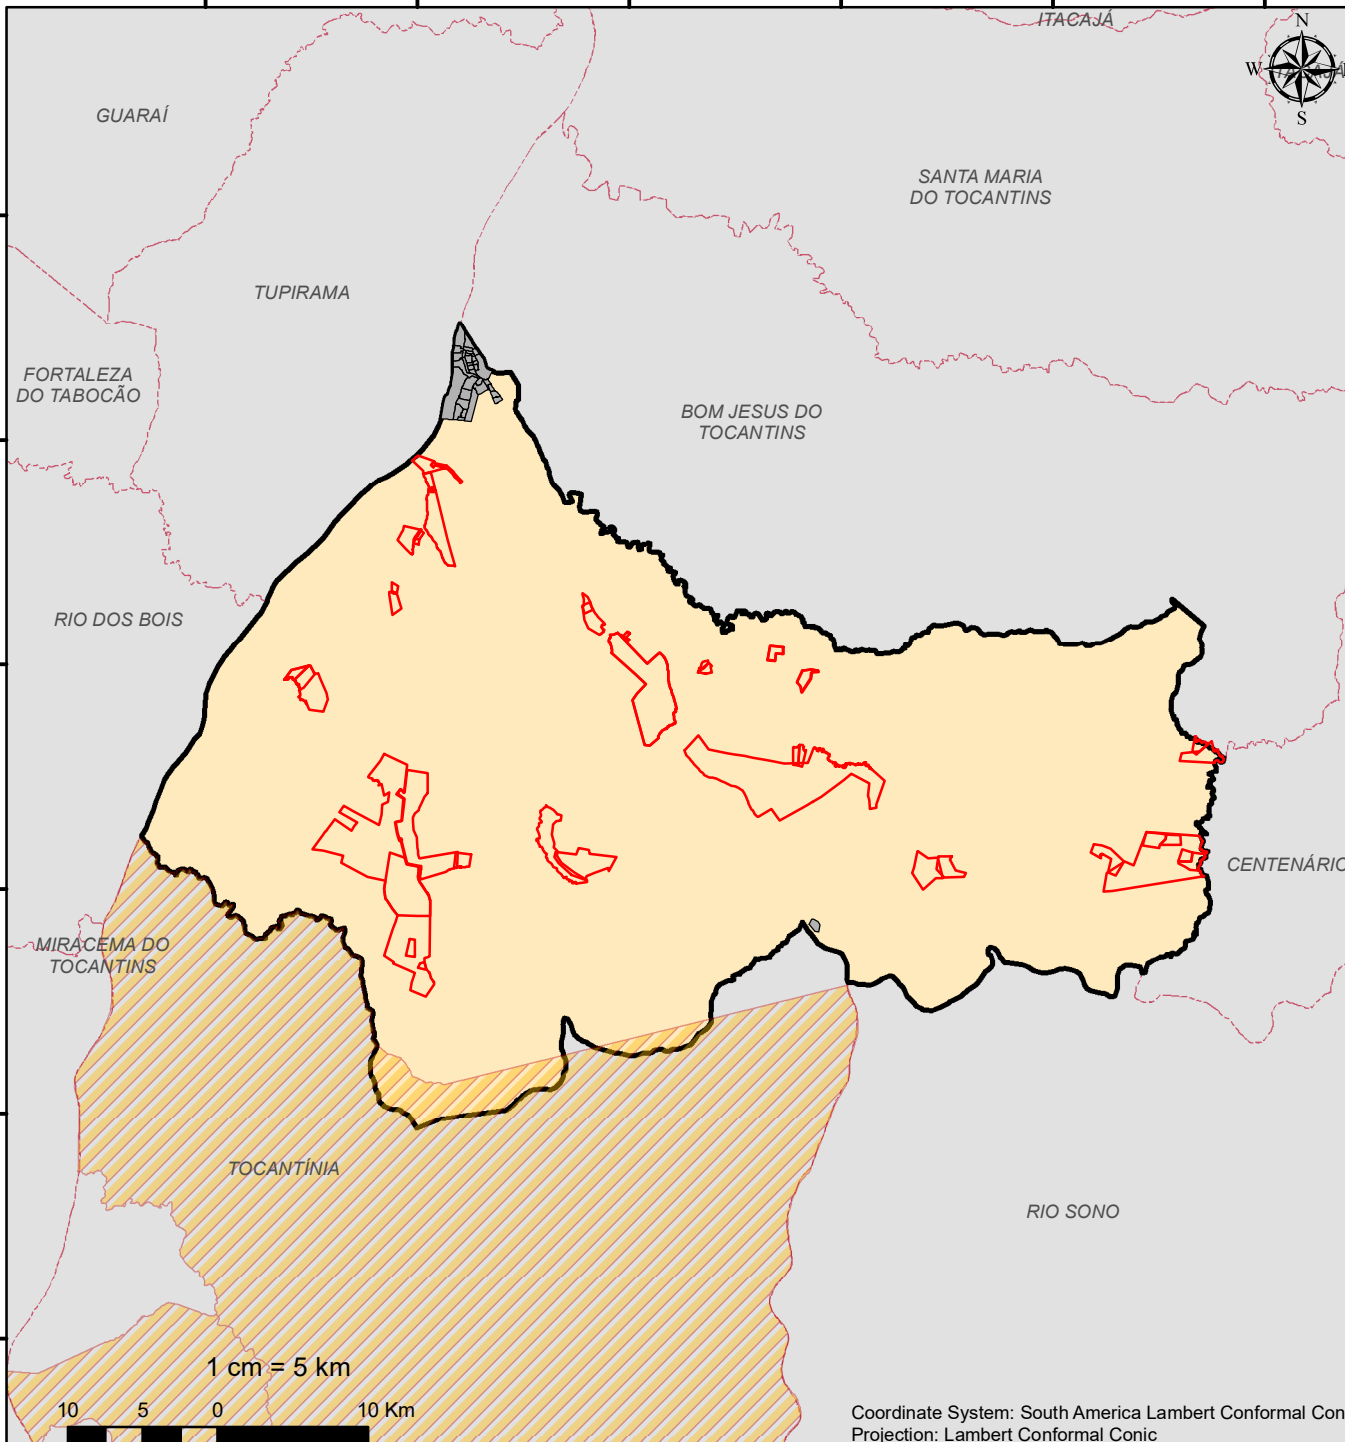 ITACAJÁ
N
W
S
GUARAÍ
SANTA MARIA
DO TOCANTINS
TUPIRAMA
FORTALEZA
DO TABOCÃO
BOM JESUS DO
TOCANTINS
RIO DOS BOIS
CENTENÁRIO
MIRACEMA DO
TOCANTINS
TOCANTÍNIA
RIO SONO
1 cm = 5 km
10 5 0 10 Km
Coordinate System: South America Lambert Conformal Con
Projection: Lambert Conformal Conic